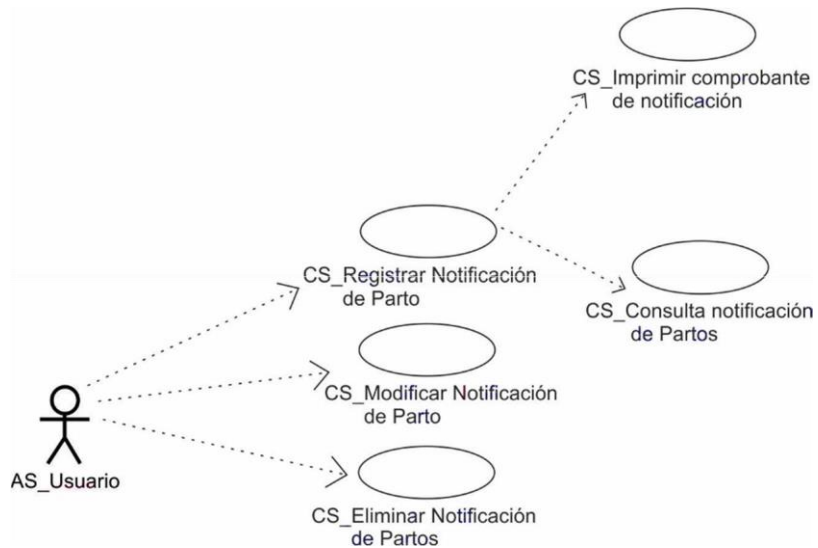 CS_Imprimir comprobante
de notificación
CS_Registrar Notificación
de Parto
CS_Consulta notificación
de Partos
CS_Modificar Notificación
de Parto
AS_Usuario
CS_Eliminar Notificación
de Partos